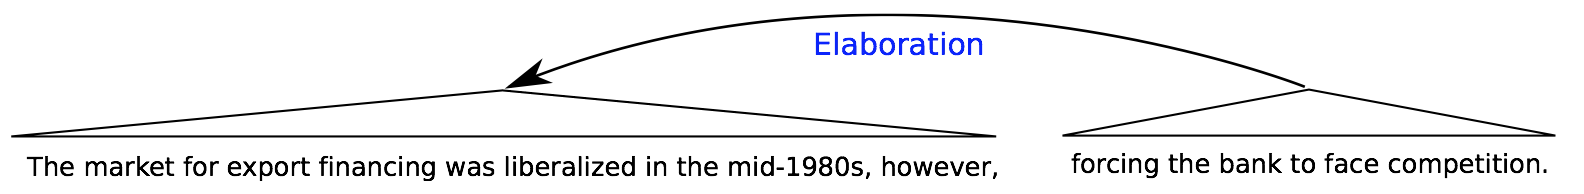 Elaboration
The market for export financing was liberalized in the mid-1980s, however,
forcing the bank to face competition.